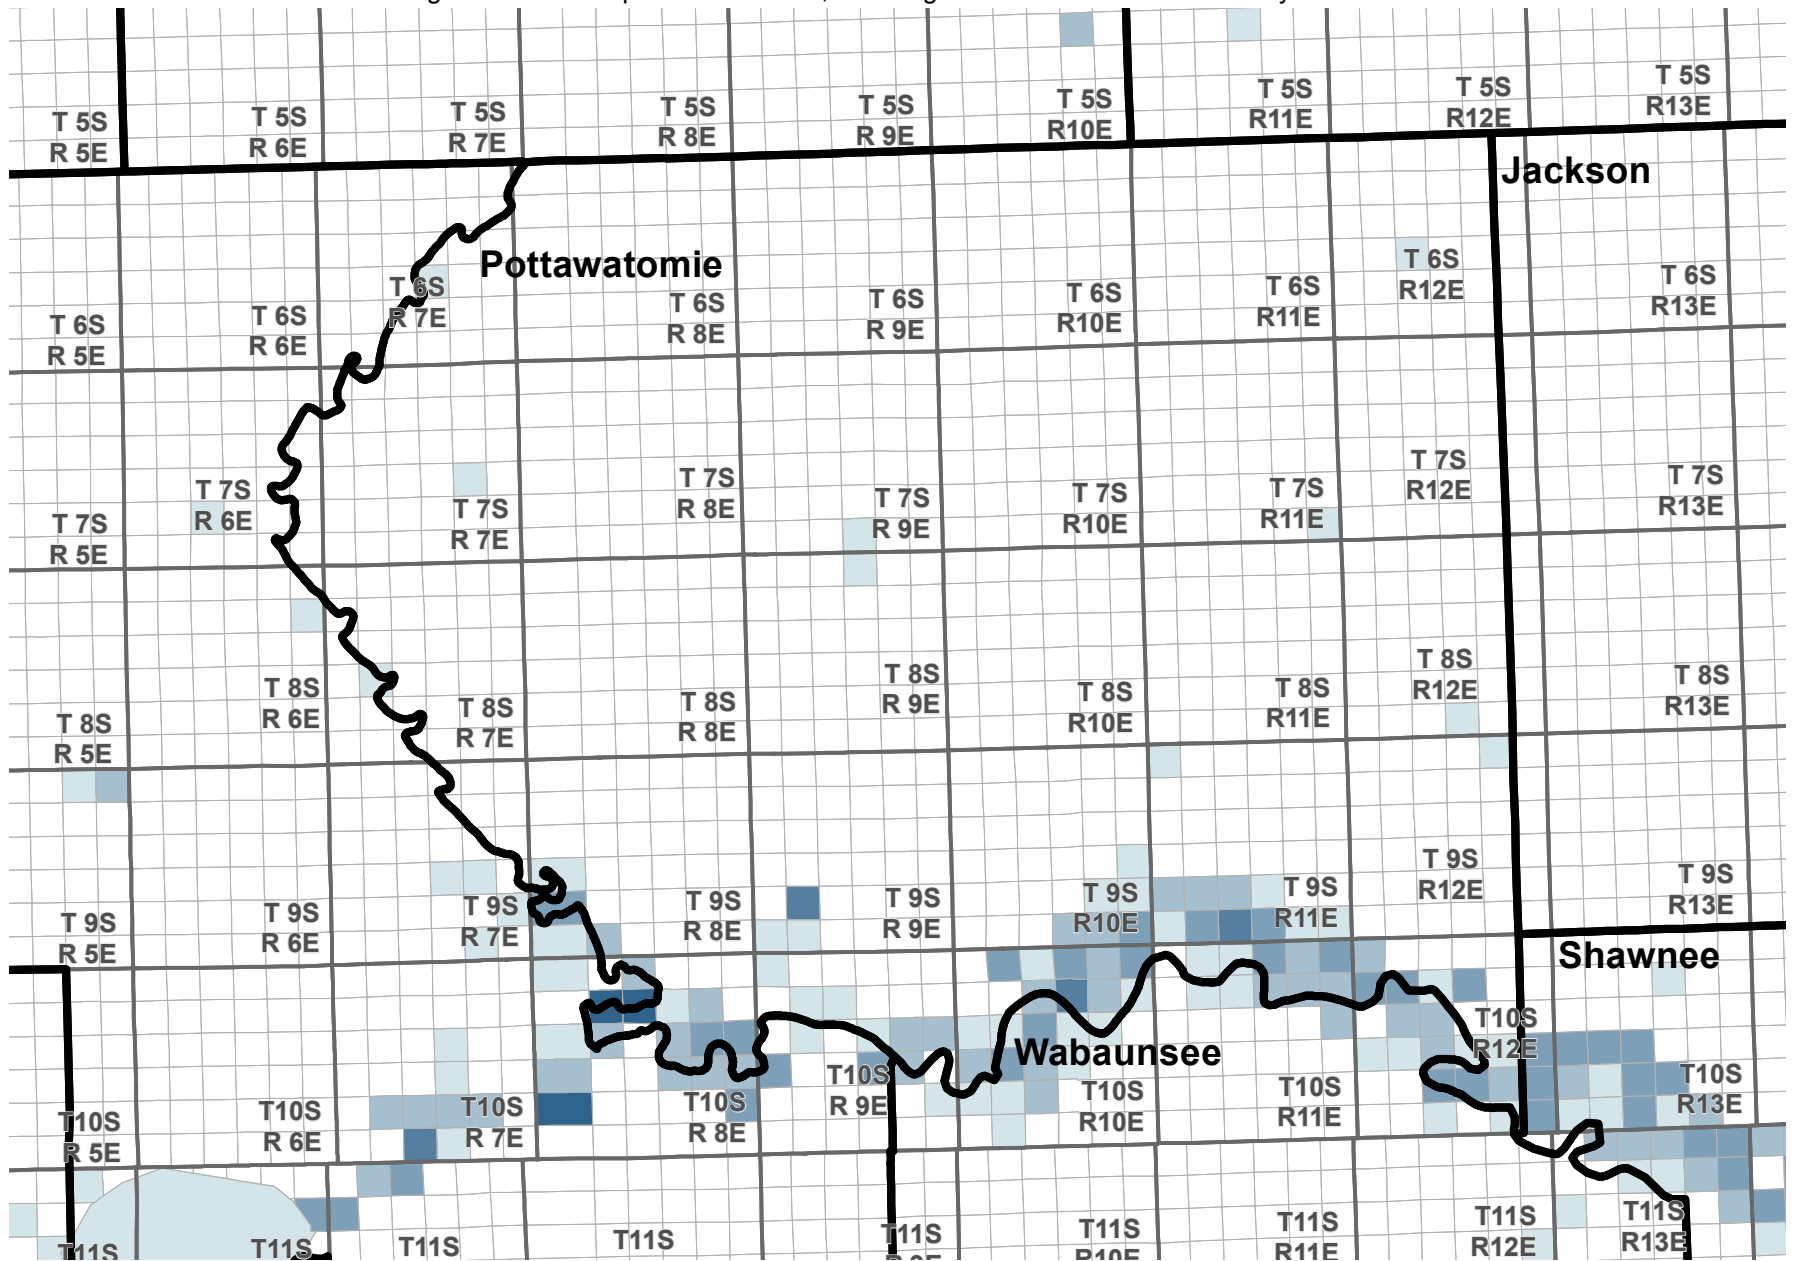 T 5S
R 5E
T 5S
R 6E
T 5S
R 7E
T 5S
R 8E
T 5S
R 9E
T 5S
R10E
T 5S
R11E
T 5S
R12E
T 5S
R13E
Jackson
Pottawatomie
T 6S
R 5E
T 6S
R 6E
T 6S
R 7E
T 6S
R 8E
T 6S
R 9E
T 6S
R10E
T 6S
R11E
T 6S
R12E
T 6S
R13E
T 7S
R 5E
T 7S
R 6E
T 7S
R 7E
T 7S
R 8E
T 7S
R 9E
T 7S
R10E
T 7S
R11E
T 7S
R12E
T 7S
R13E
T 8S
R 5E
T 8S
R 6E
T 8S
R 7E
T 8S
R 8E
T 8S
R 9E
T 8S
R10E
T 8S
R11E
T 8S
R12E
T 8S
R13E
T 9S
R 5E
T 9S
R 6E
T 9S
R 7E
T 9S
R 8E
T 9S
R 9E
T 9S
R10E
T 9S
R11E
T 9S
R12E
T 9S
R13E
Shawnee
Wabaunsee
T10S
R 5E
T10S
R 6E
T10S
R 7E
T10S
R 8E
T10S
R 9E
T10S
R10E
T10S
R11E
T10S
R12E
T10S
R13E
T11S
T11S
T11S
T11S
T11S
T11S
R10E
T11S
R11E
T11S
R12E
T11S
R13E